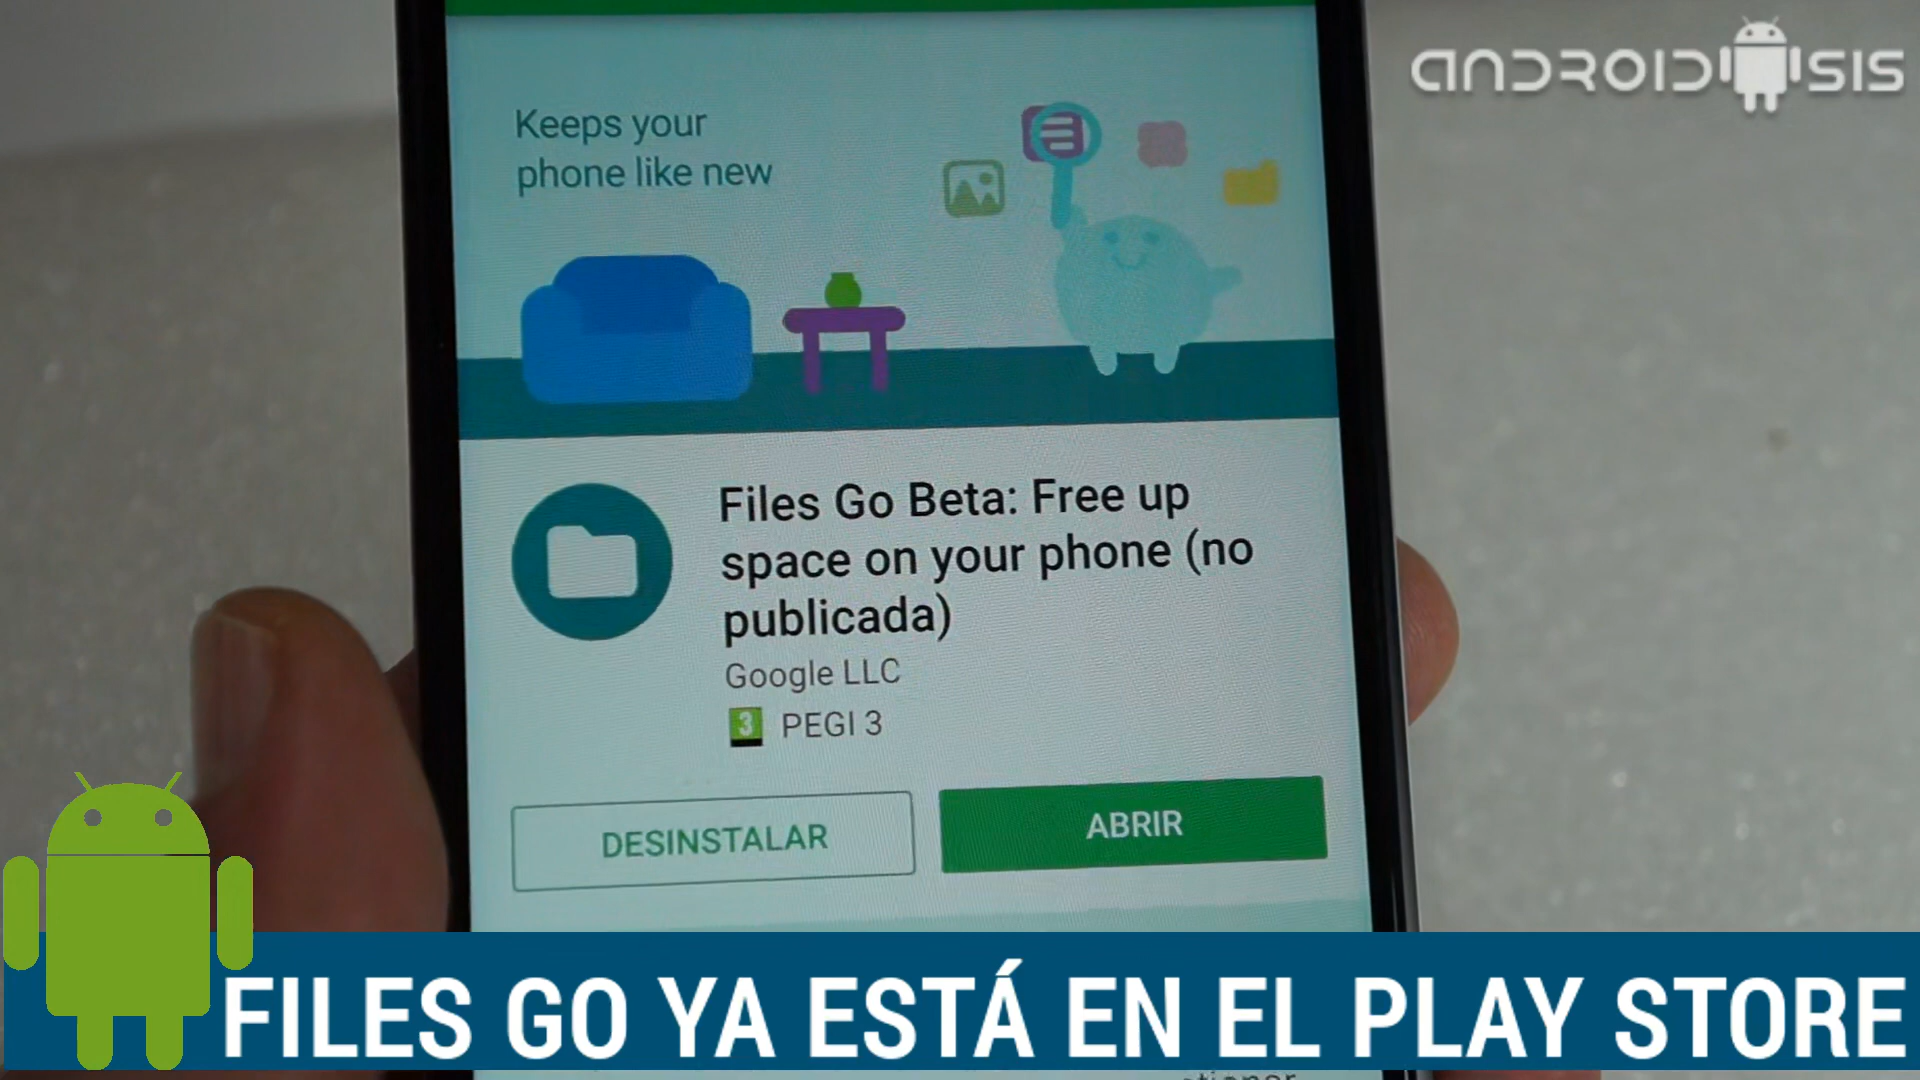 ANDROIDSIS
Keeps your
phone like new
Files Go Beta: Free up
space on your phone (no
publicada)
Google LLC
3 PEGI 3
DESINSTALAR
ABRIR
FILES GO YA ESTÁ EN EL PLAY STORE